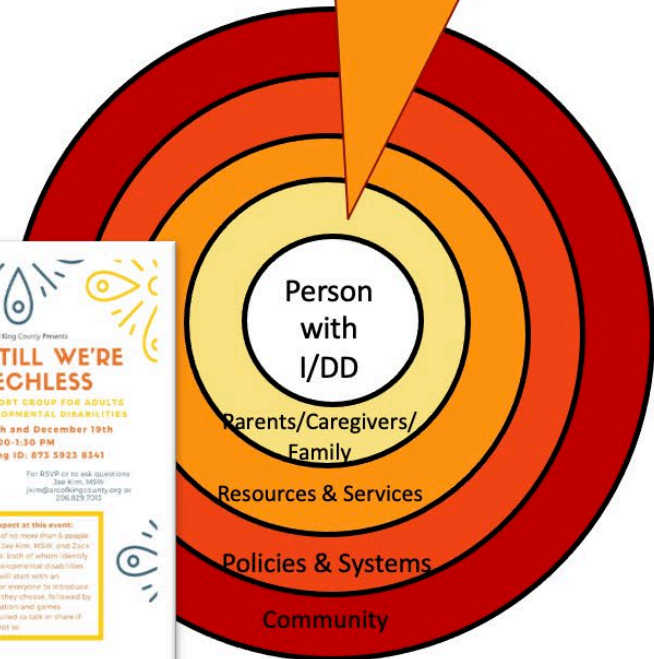 Person
with
I/DD
Parents/Caregivers/
Family
Resources & Services
Policies & Systems
Community
King County Presents
TILL WE'RE
ECHLESS
ORT GROUP FOR ADULTS
OPMENTAL DISABILITIES
h and December 19th
00-1:30 PM
ng ID: 873 5923 8341
For RSVP or to ask questions
Jae Kim, MSW
jkim@arcofkingcounty.org or
206.829.7013
xpect at this event:
of no more than 6 people
Jae Kim, MSW, and Zack
both of whom identify
elopmental disabilities
will start with an
or everyone to introduce
they choose, followed by
ation and games
uired to talk or share if
not to